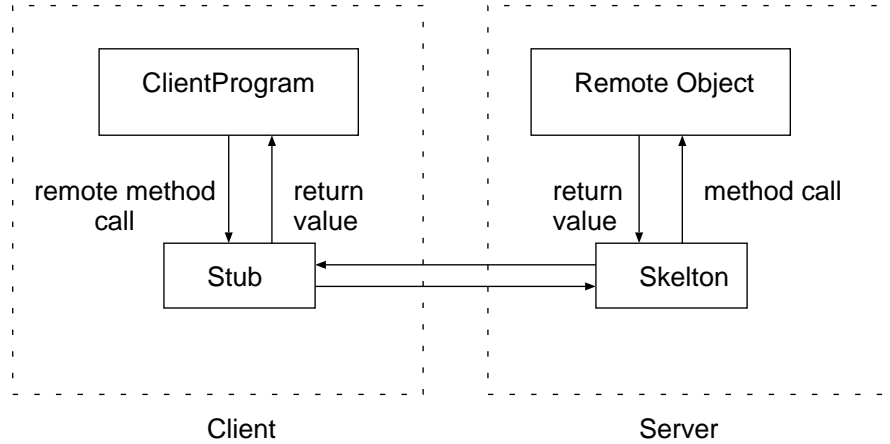 ClientProgram
Remote Object
remote method
call
return
value
return
value
method call
Stub
Skelton
Client
Server